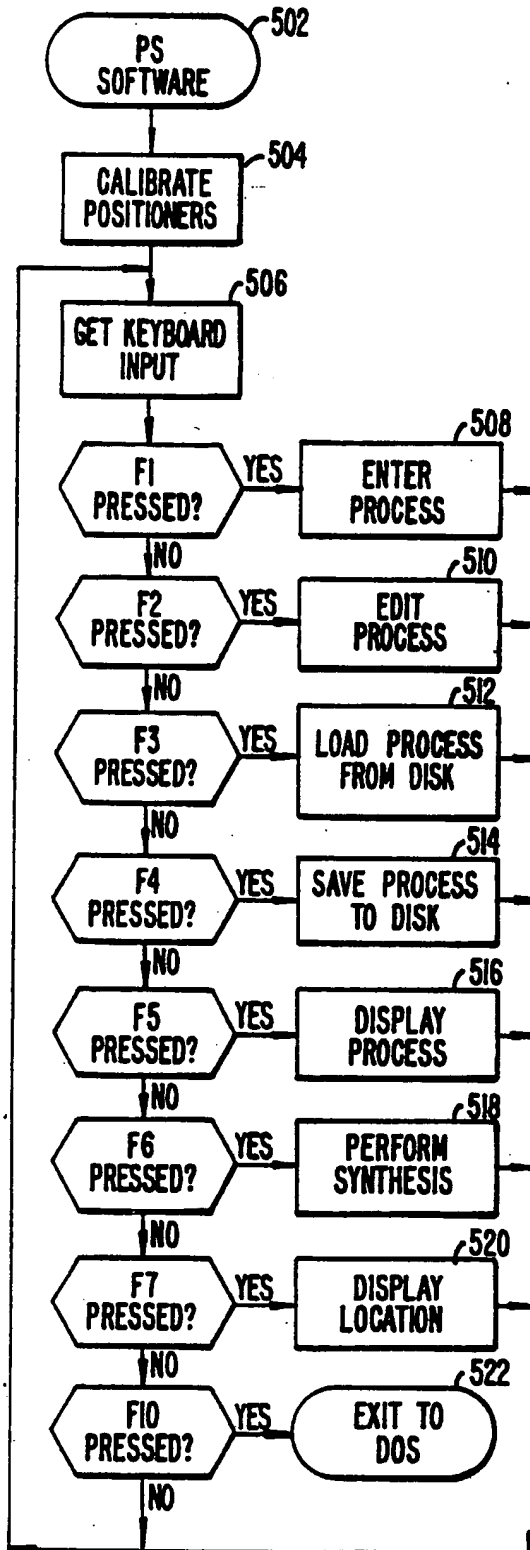 502
PS
SOFTWARE
504
CALIBRATE
POSITIONERS
506
GET KEYBOARD
INPUT
508
F1
PRESSED?
YES
ENTER
PROCESS
NO
510
F2
PRESSED?
YES
EDIT
PROCESS
NO
512
F3
PRESSED?
YES
LOAD PROCESS
FROM DISK
NO
514
F4
PRESSED?
YES
SAVE PROCESS
TO DISK
NO
516
F5
PRESSED?
YES
DISPLAY
PROCESS
NO
518
F6
PRESSED?
YES
PERFORM
SYNTHESIS
NO
520
F7
PRESSED?
YES
DISPLAY
LOCATION
NO
522
F10
PRESSED?
YES
EXIT TO
DOS
NO